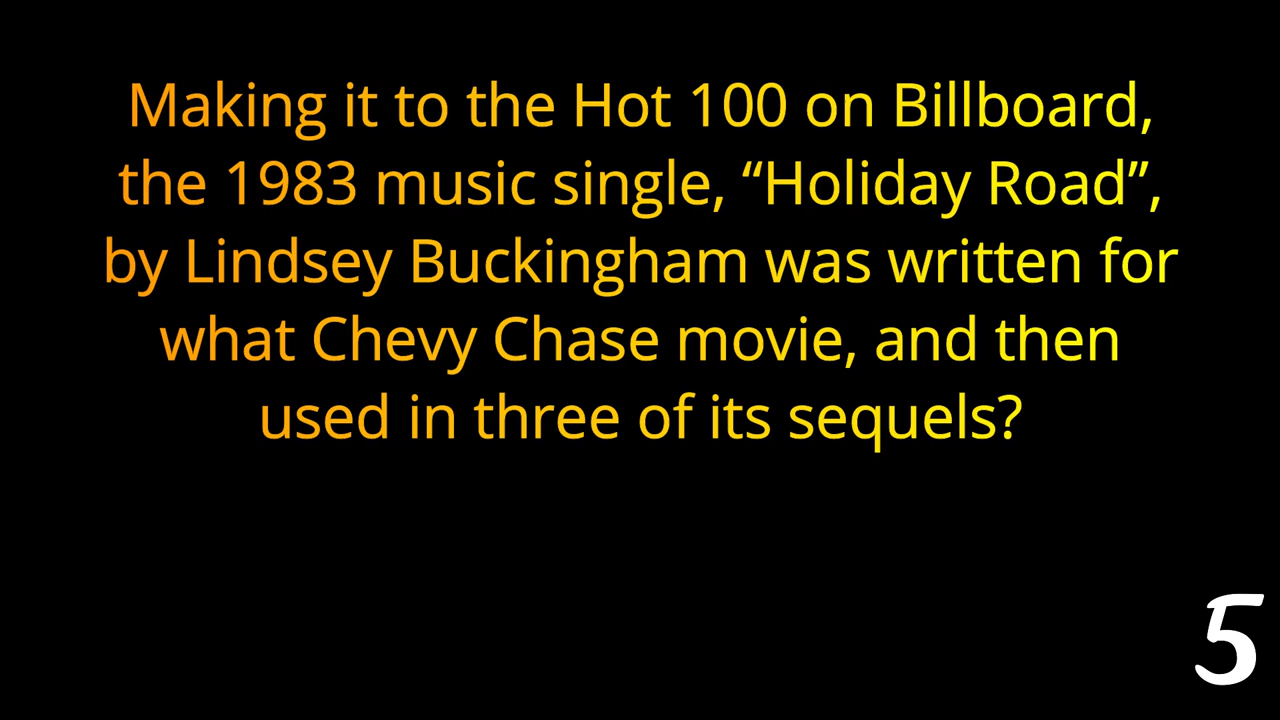 Making it to the Hot 100 on Billboard,
the 1983 music single, “Holiday Road”,
by Lindsey Buckingham was written for
what Chevy Chase movie, and then
used in three of its sequels?
5